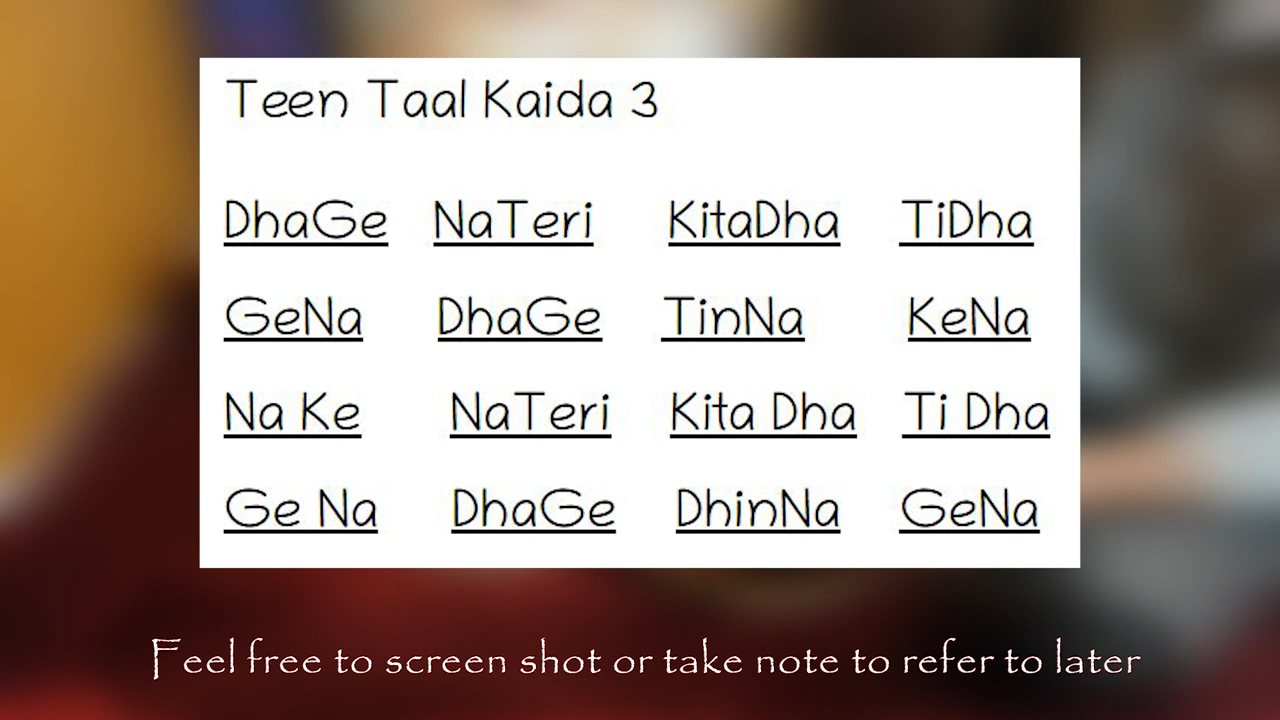 Teen Taal Kaida 3
DhaGe NaTeri KitaDha TiDha
GeNa DhaGe TinNa KeNa
Na Ke NaTeri Kita Dha Ti Dha
Ge Na DhaGe DhinNa GeNa
Feel free to screen shot or take note to refer to later